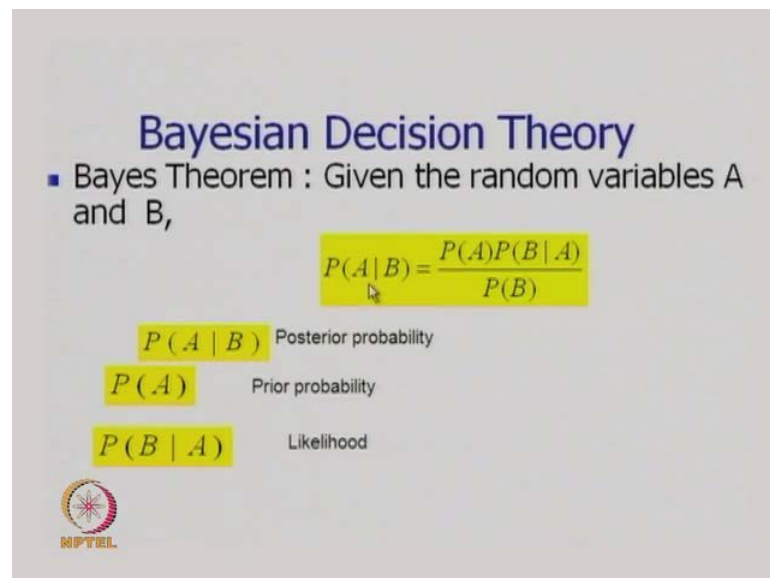 Bayesian Decision Theory
▪ Bayes Theorem : Given the random variables A
and B,
P(A|B) = P(A)P(B|A) / P(B)
P(A|B) Posterior probability
P(A) Prior probability
P(B|A) Likelihood
NPTEL